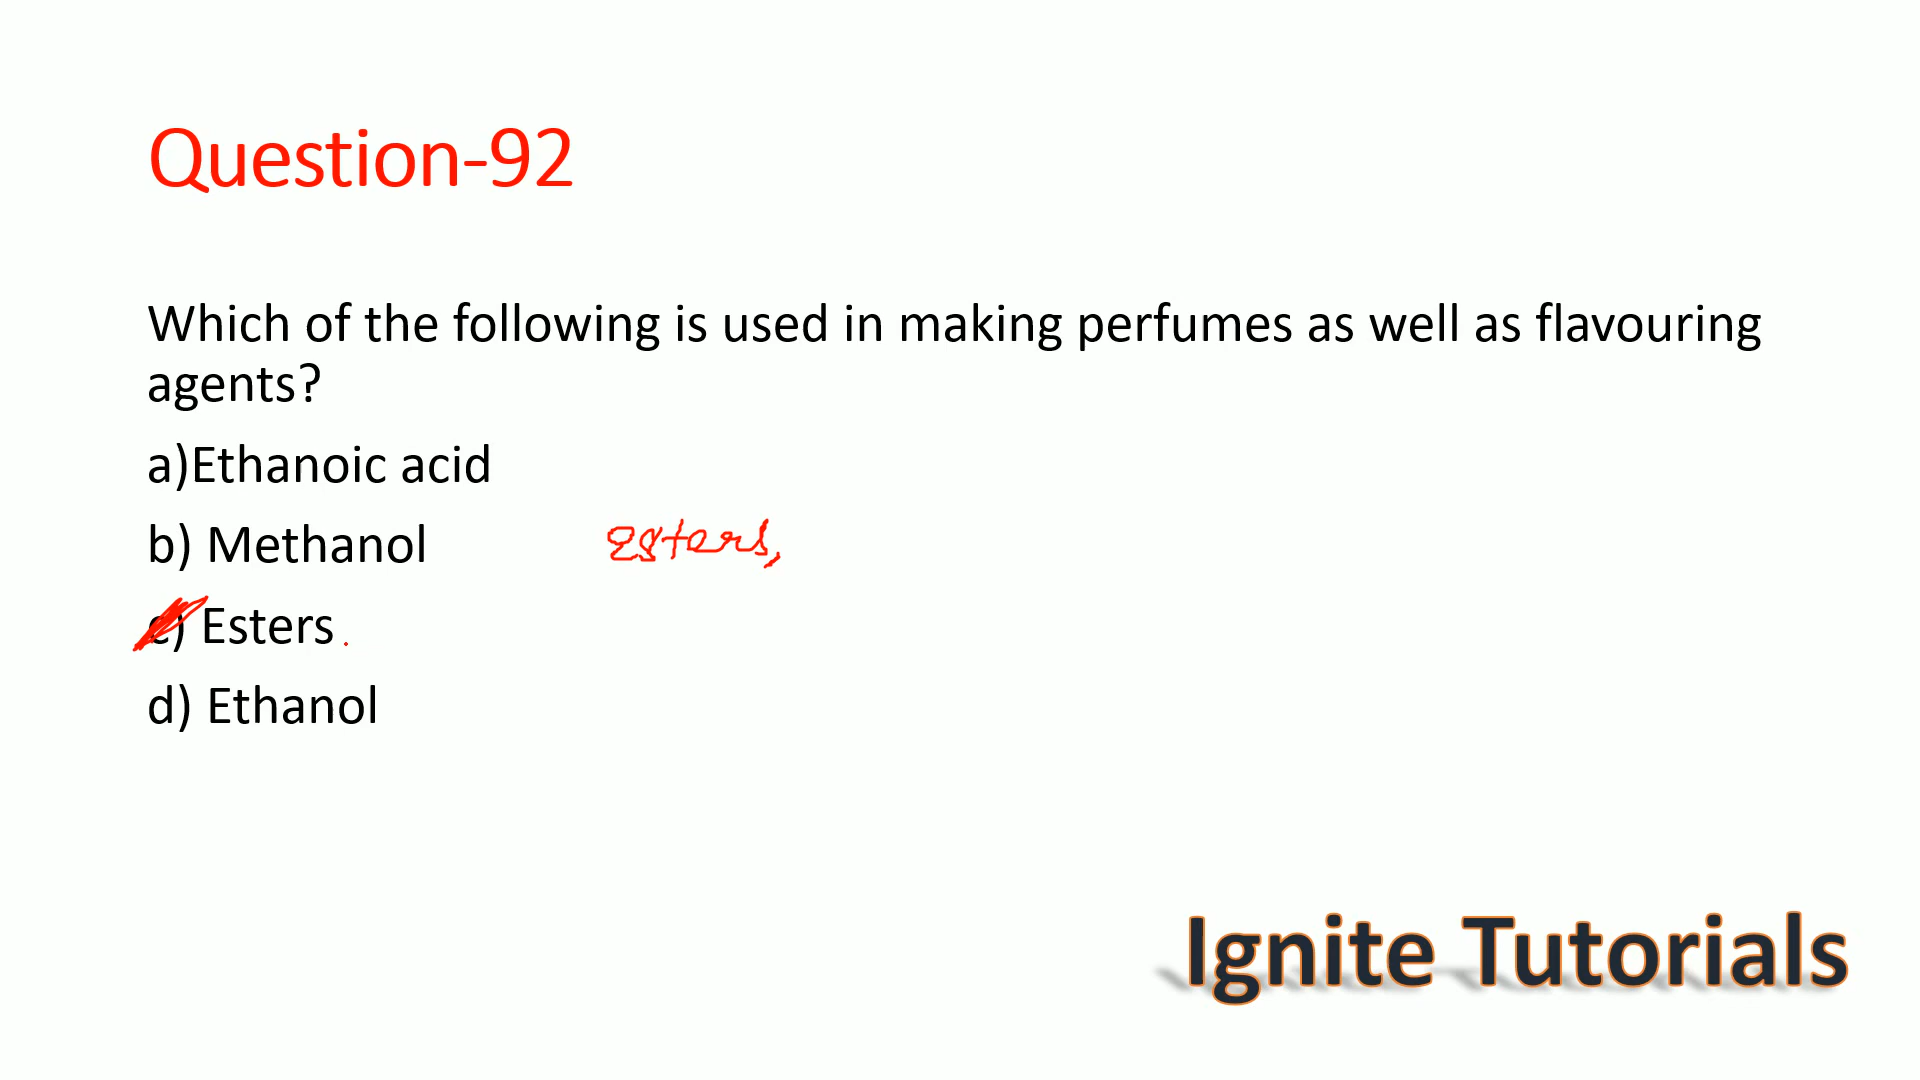 Question-92
Which of the following is used in making perfumes as well as flavouring
agents?
a)Ethanoic acid
b) Methanol
esters,
c) Esters
d) Ethanol
Ignite Tutorials